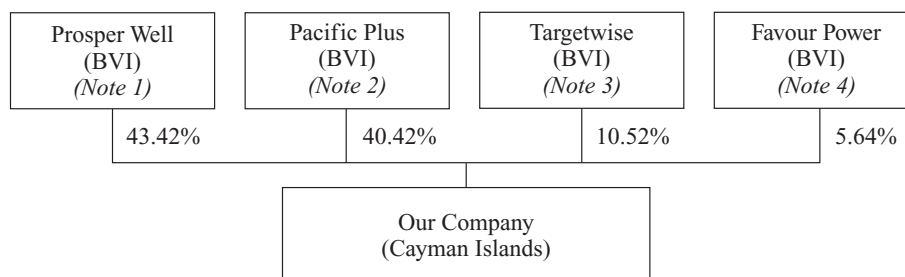 Prosper Well
(BVI)
(Note 1)
Pacific Plus
(BVI)
(Note 2)
Targetwise
(BVI)
(Note 3)
Favour Power
(BVI)
(Note 4)
43.42%
40.42%
10.52%
5.64%
Our Company
(Cayman Islands)